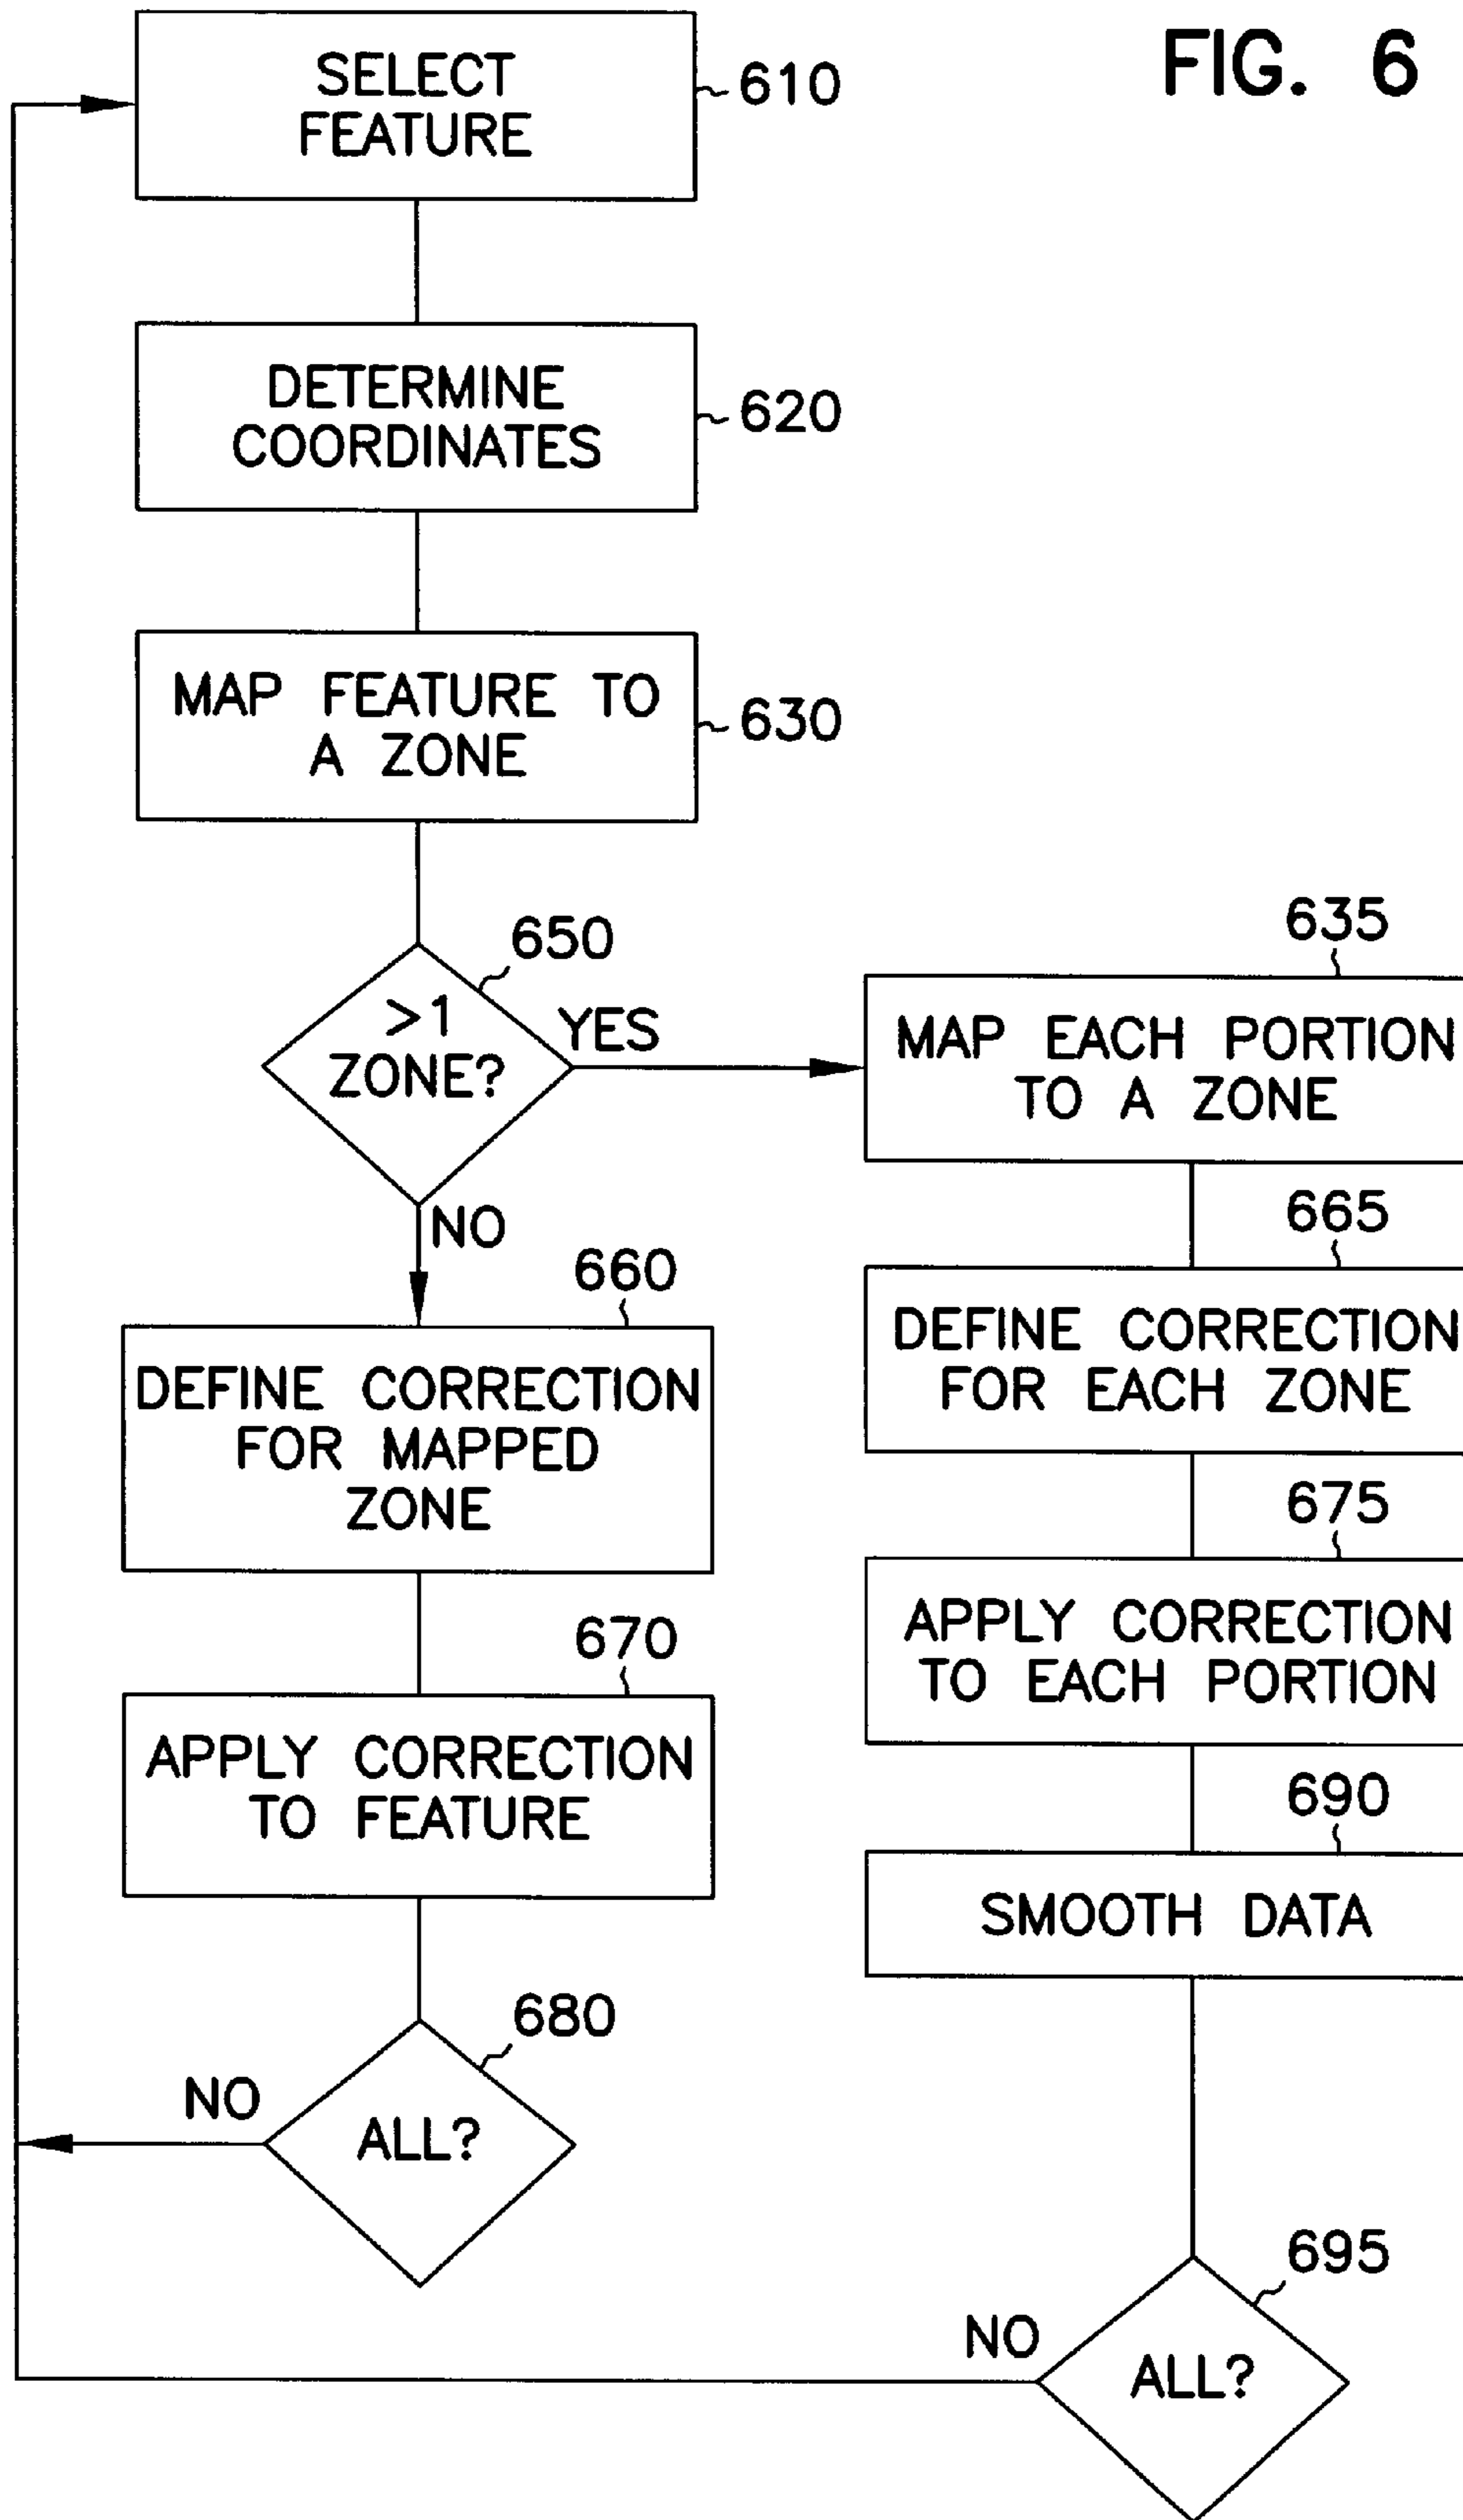 FIG. 6
SELECT
FEATURE
610
DETERMINE
COORDINATES
620
MAP FEATURE TO
A ZONE
630
650
>1
ZONE?
YES
NO
635
MAP EACH PORTION
TO A ZONE
660
DEFINE CORRECTION
FOR MAPPED
ZONE
665
DEFINE CORRECTION
FOR EACH ZONE
670
APPLY CORRECTION
TO FEATURE
675
APPLY CORRECTION
TO EACH PORTION
690
SMOOTH DATA
680
ALL?
NO
695
ALL?
NO